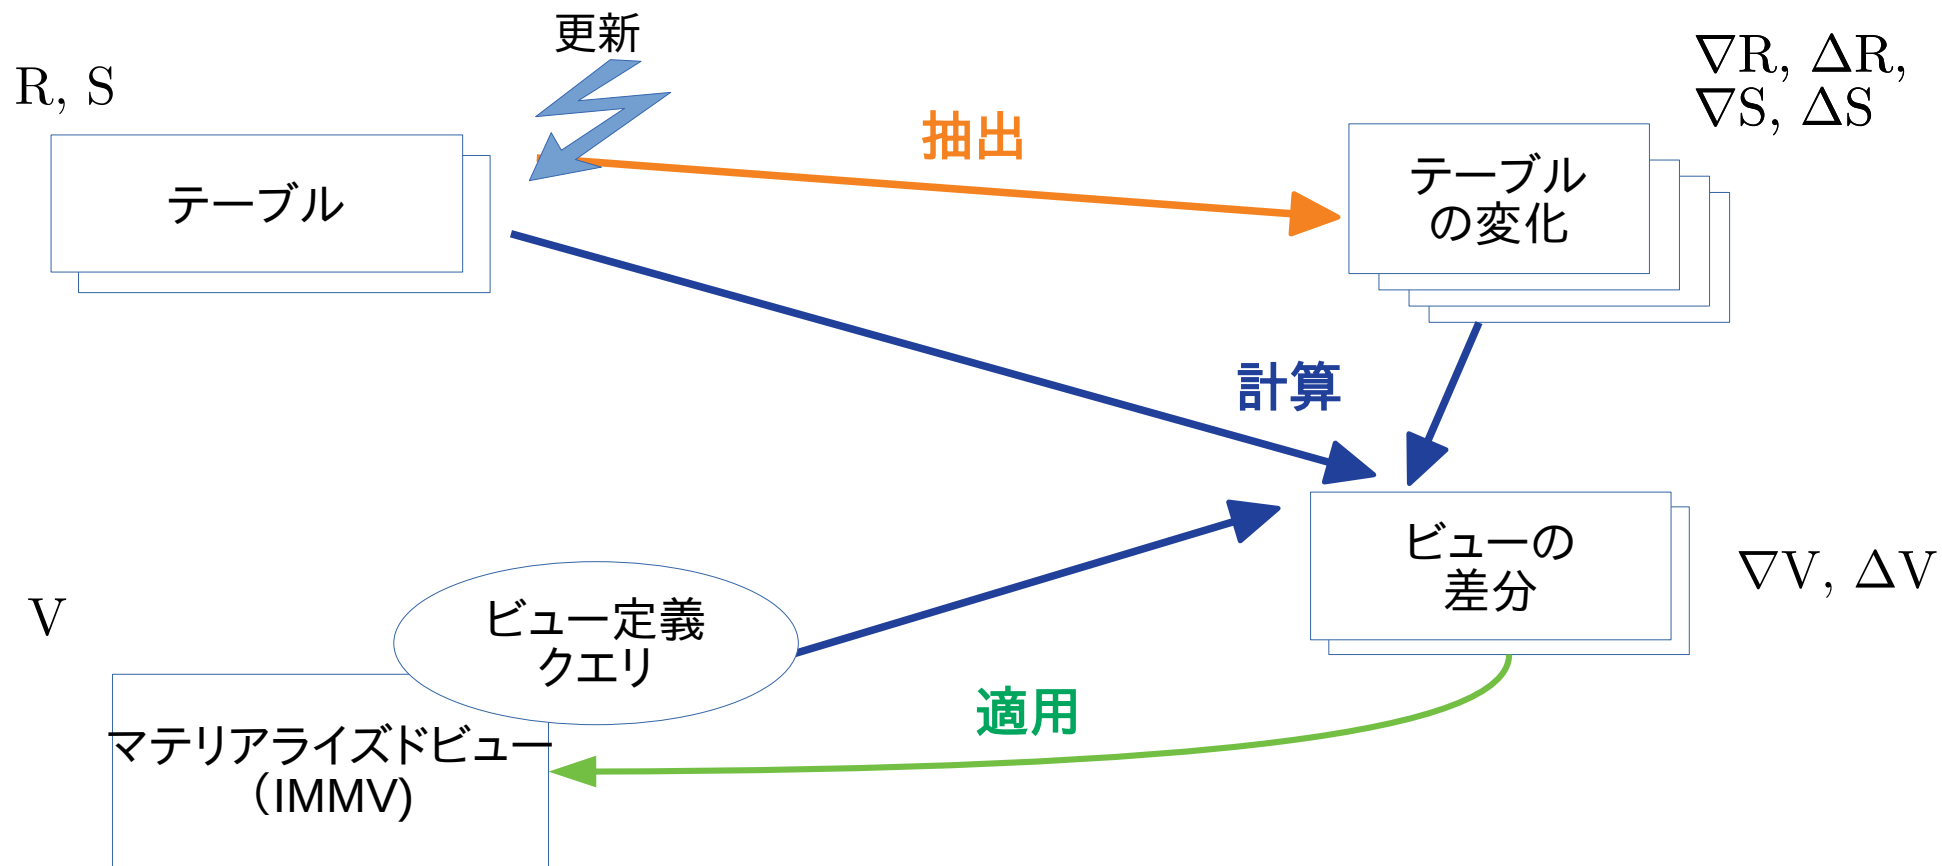 更新
R, S
∇R, ΔR,
∇S, ΔS
抽出
テーブル
テーブル
の変化
計算
ビューの
差分
∇V, ΔV
V
ビュー定義
クエリ
適用
マテリアライズドビュー
（IMMV)